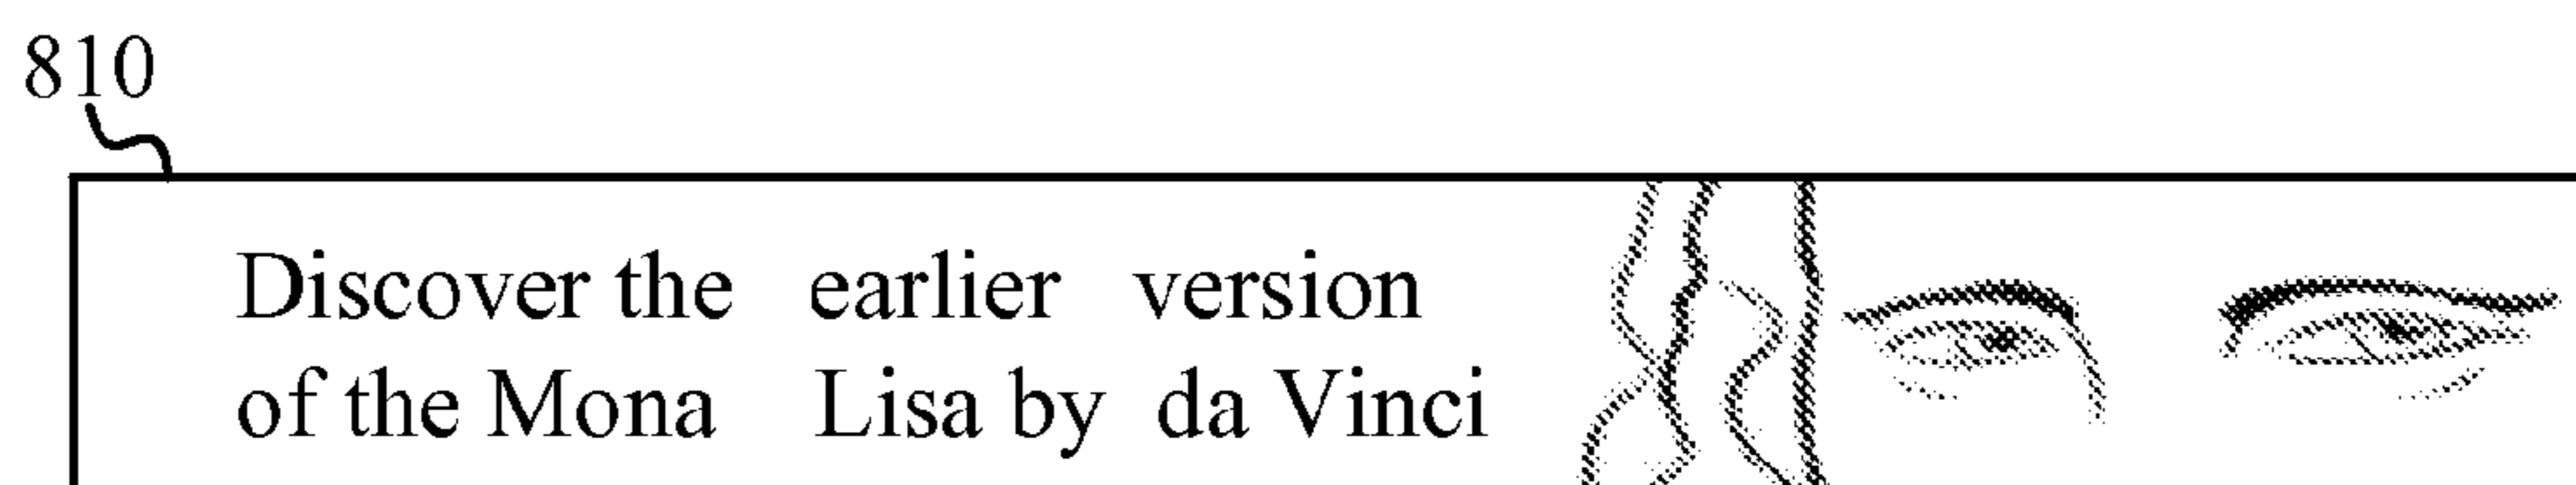 810
Discover the earlier version
of the Mona Lisa by da Vinci